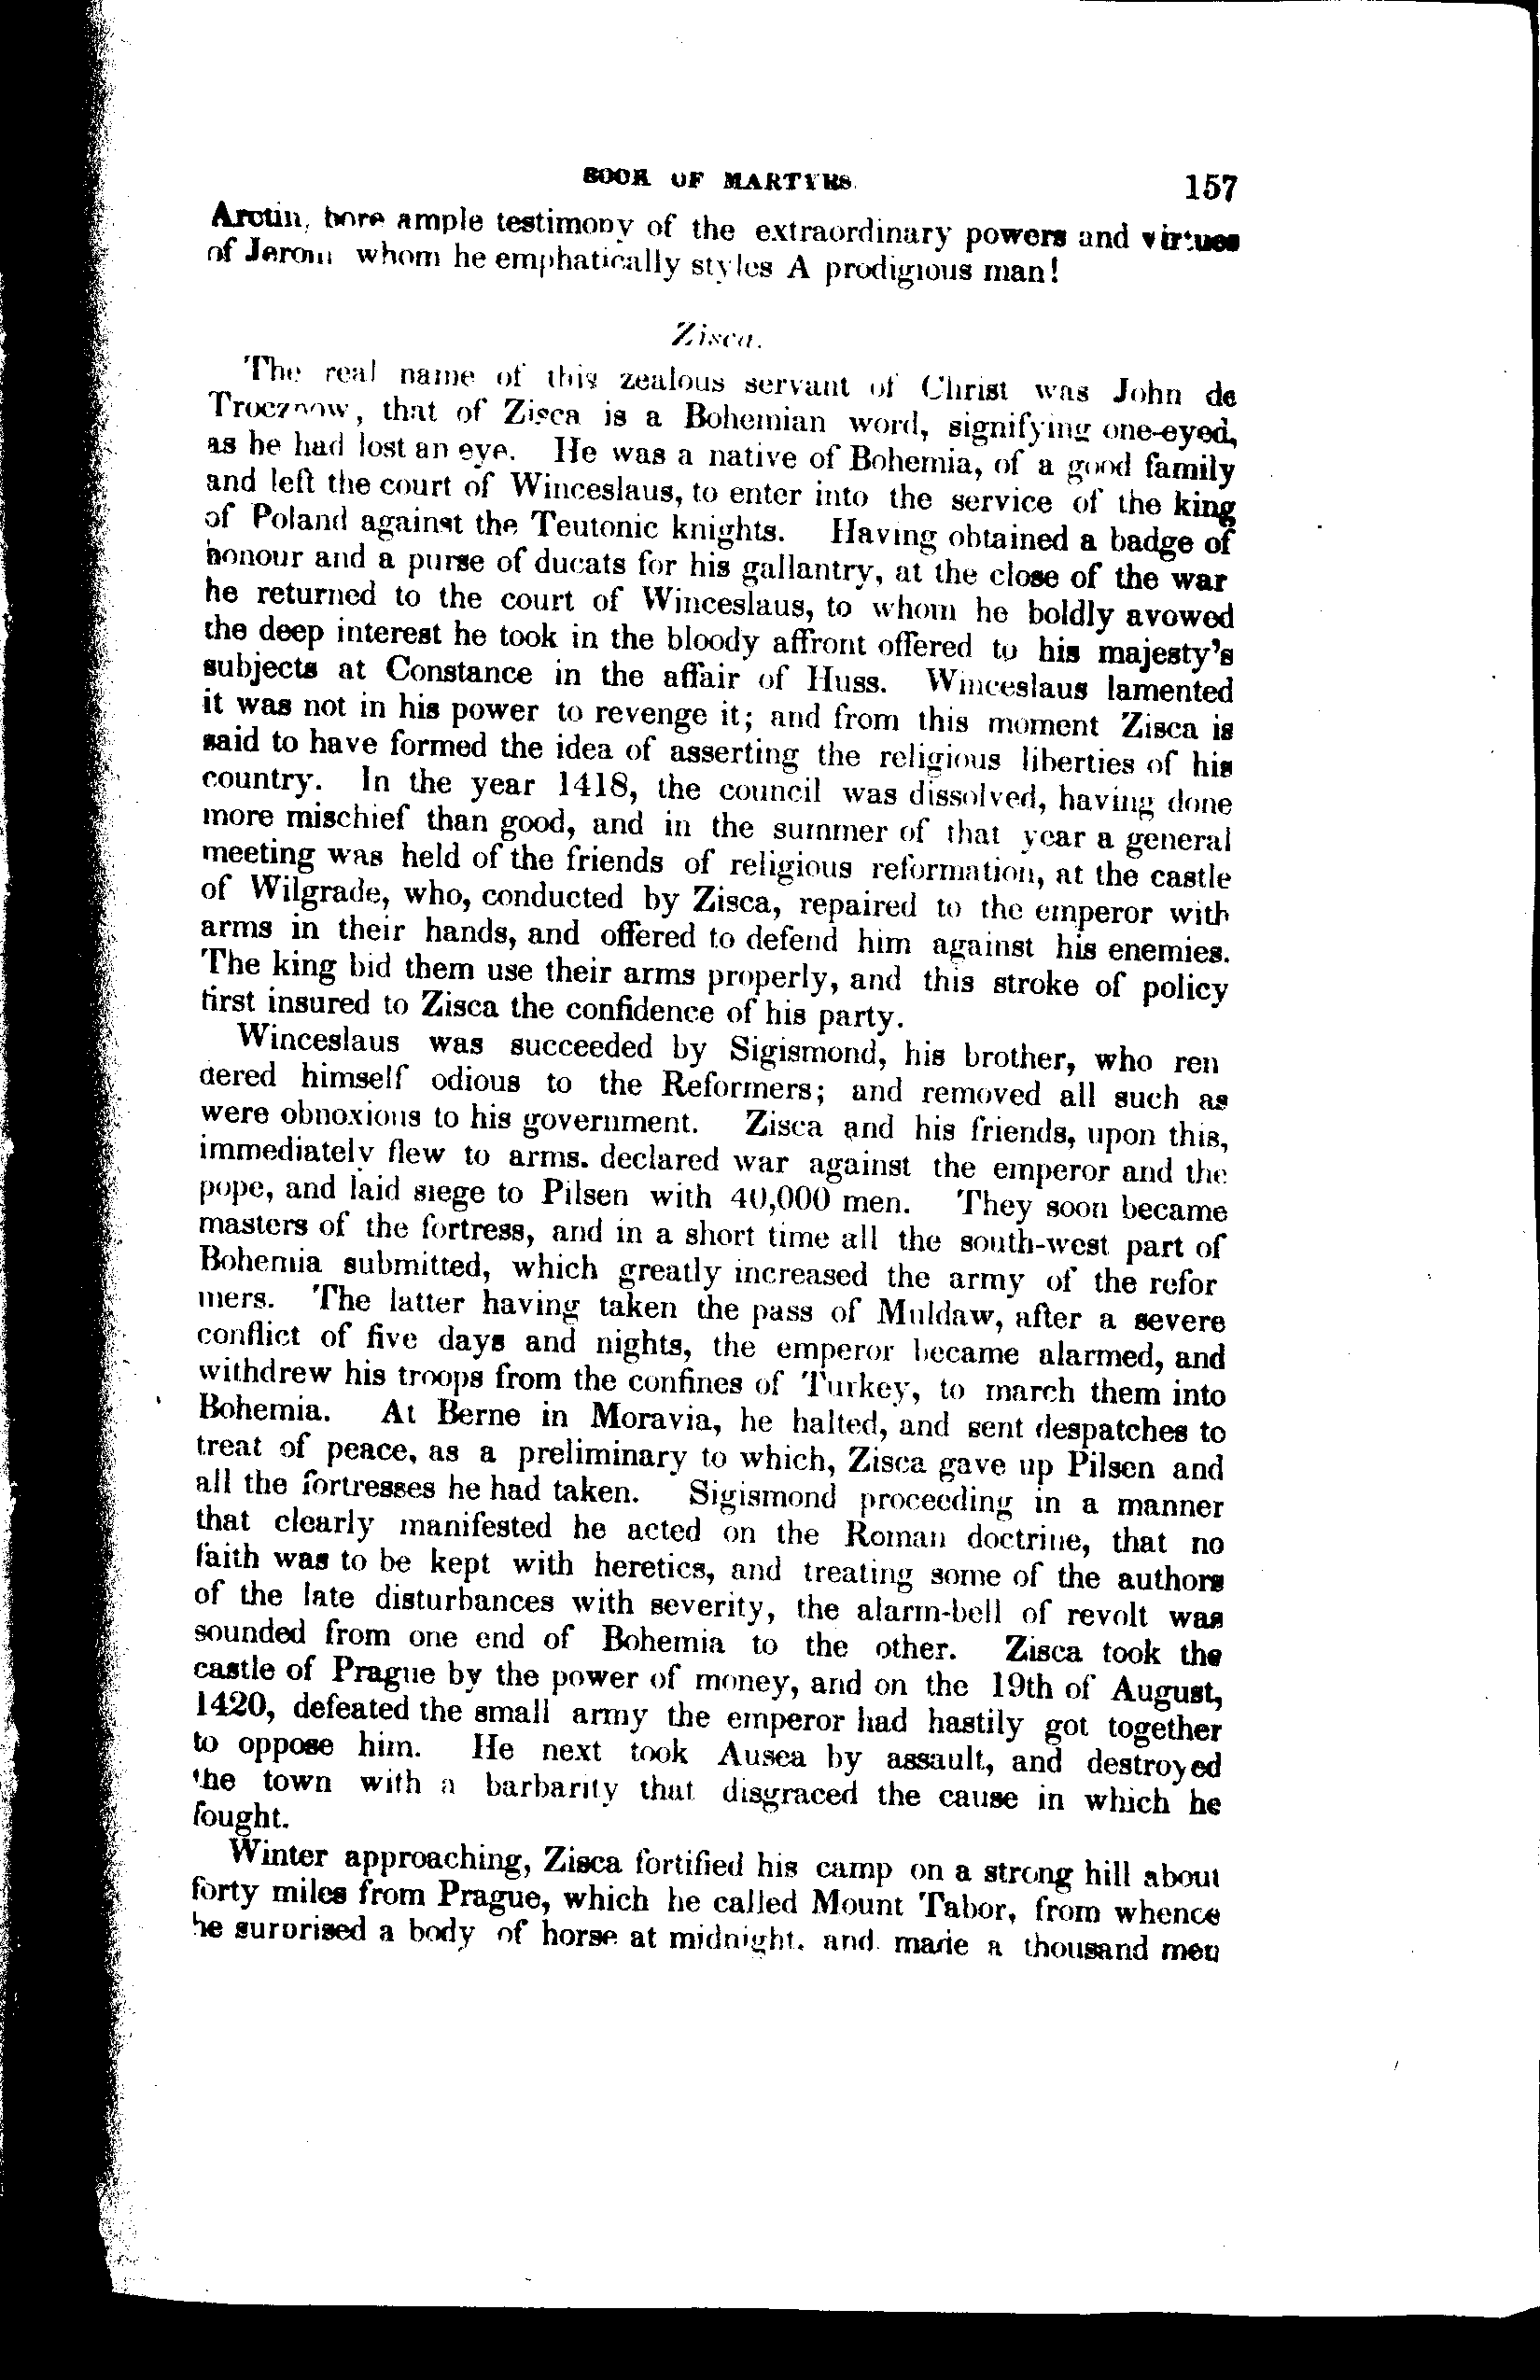 BOOK OF MARTYRS. 157
Aretin, bore ample testimony of the extraordinary powers and virtues
of Jerom whom he emphatically styles A prodigious man!
Zisca.
The real name of this zealous servant of Christ was John de
Trocznow, that of Zisca is a Bohemian word, signifying one-eyed,
as he had lost an eye. He was a native of Bohemia, of a good family
and left the court of Winceslaus, to enter into the service of the king
of Poland against the Teutonic knights. Having obtained a badge of
honour and a purse of ducats for his gallantry, at the close of the war
he returned to the court of Winceslaus, to whom he boldly avowed
the deep interest he took in the bloody affront offered to his majesty's
subjects at Constance in the affair of Huss. Winceslaus lamented
it was not in his power to revenge it; and from this moment Zisca is
said to have formed the idea of asserting the religious liberties of his
country. In the year 1418, the council was dissolved, having done
more mischief than good, and in the summer of that year a general
meeting was held of the friends of religious reformation, at the castle
of Wilgrade, who, conducted by Zisca, repaired to the emperor with
arms in their hands, and offered to defend him against his enemies.
The king bid them use their arms properly, and this stroke of policy
first insured to Zisca the confidence of his party.
Winceslaus was succeeded by Sigismond, his brother, who ren
dered himself odious to the Reformers; and removed all such as
were obnoxious to his government. Zisca and his friends, upon this,
immediately flew to arms. declared war against the emperor and the
pope, and laid siege to Pilsen with 40,000 men. They soon became
masters of the fortress, and in a short time all the south-west part of
Bohemia submitted, which greatly increased the army of the refor
mers. The latter having taken the pass of Muldaw, after a severe
conflict of five days and nights, the emperor became alarmed, and
withdrew his troops from the confines of Turkey, to march them into
Bohemia. At Berne in Moravia, he halted, and sent despatches to
treat of peace, as a preliminary to which, Zisca gave up Pilsen and
all the fortresses he had taken. Sigismond proceeding in a manner
that clearly manifested he acted on the Roman doctrine, that no
faith was to be kept with heretics, and treating some of the authors
of the late disturbances with severity, the alarm-bell of revolt was
sounded from one end of Bohemia to the other. Zisca took the
castle of Prague by the power of money, and on the 19th of August,
1420, defeated the small army the emperor had hastily got together
to oppose him. He next took Ausea by assault, and destroyed
the town with a barbarity that disgraced the cause in which he
fought.
Winter approaching, Zisca fortified his camp on a strong hill about
forty miles from Prague, which he called Mount Tabor, from whence
he surprised a body of horse at midnight. and made a thousand men